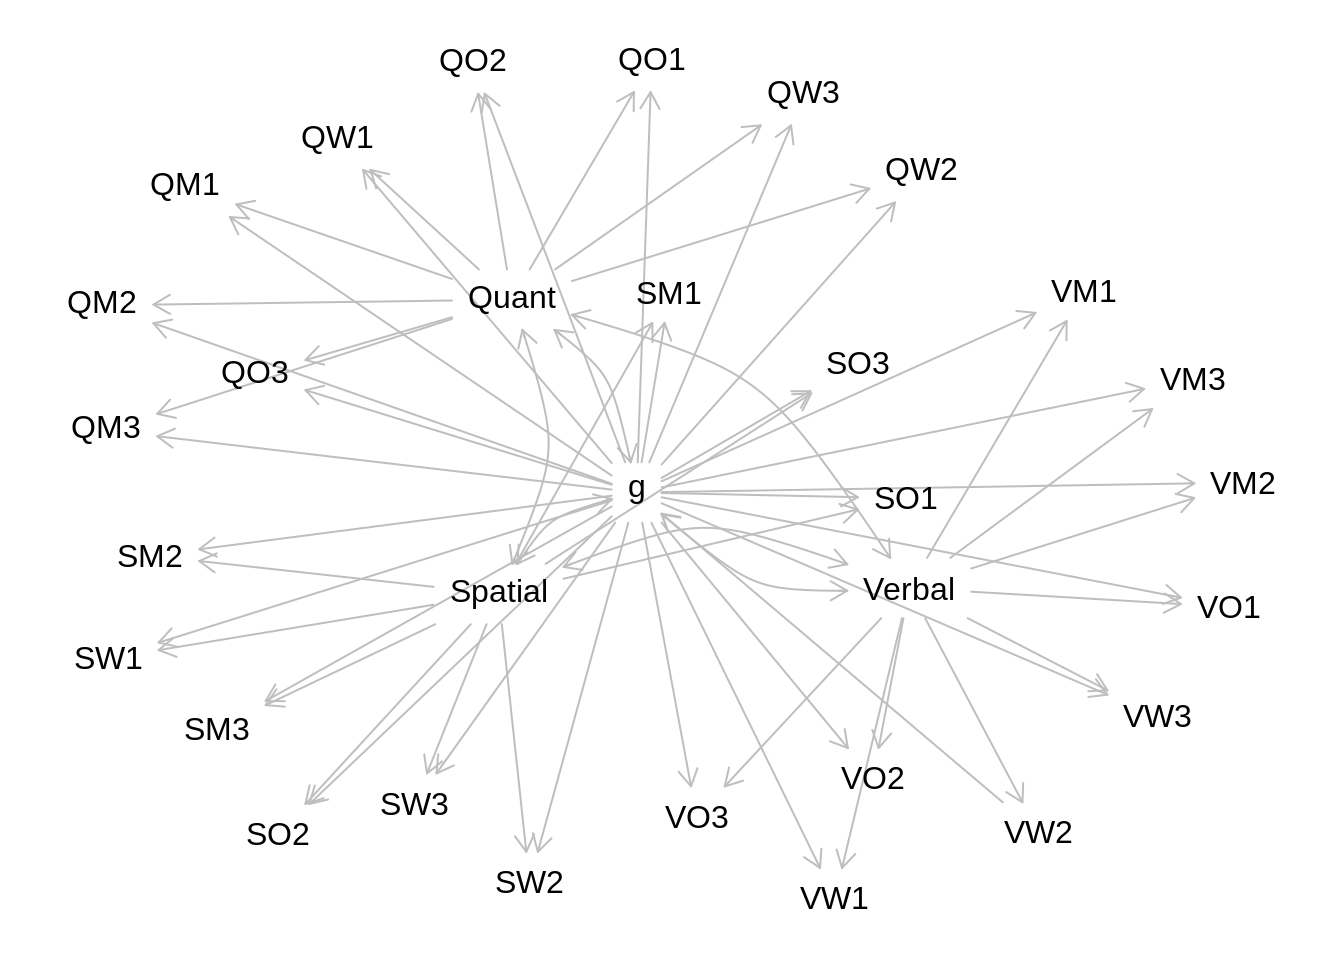 QO2
QO1
QW3
QW1
QW2
QM1
Quant
SM1
VM1
QM2
SO3
QO3
VM3
QM3
g
VM2
SO1
SM2
Spatial
Verbal
VO1
SW1
VW3
SM3
VO2
SW3
VO3
SO2
VW2
SW2
VW1